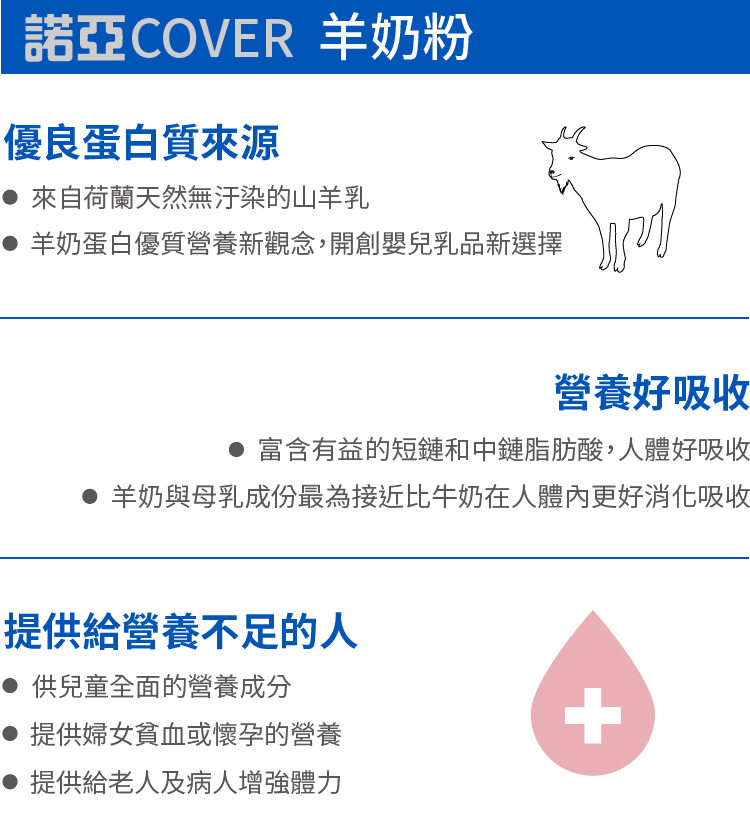 諾亞COVER 羊奶粉
優良蛋白質來源
● 來自荷蘭天然無汙染的山羊乳
● 羊奶蛋白優質營養新觀念，開創嬰兒乳品新選擇
營養好吸收
● 富含有益的短鏈和中鏈脂肪酸，人體好吸收
● 羊奶與母乳成份最為接近比牛奶在人體內更好消化吸收
提供給營養不足的人
● 供兒童全面的營養成分
● 提供婦女貧血或懷孕的營養
● 提供給老人及病人增強體力